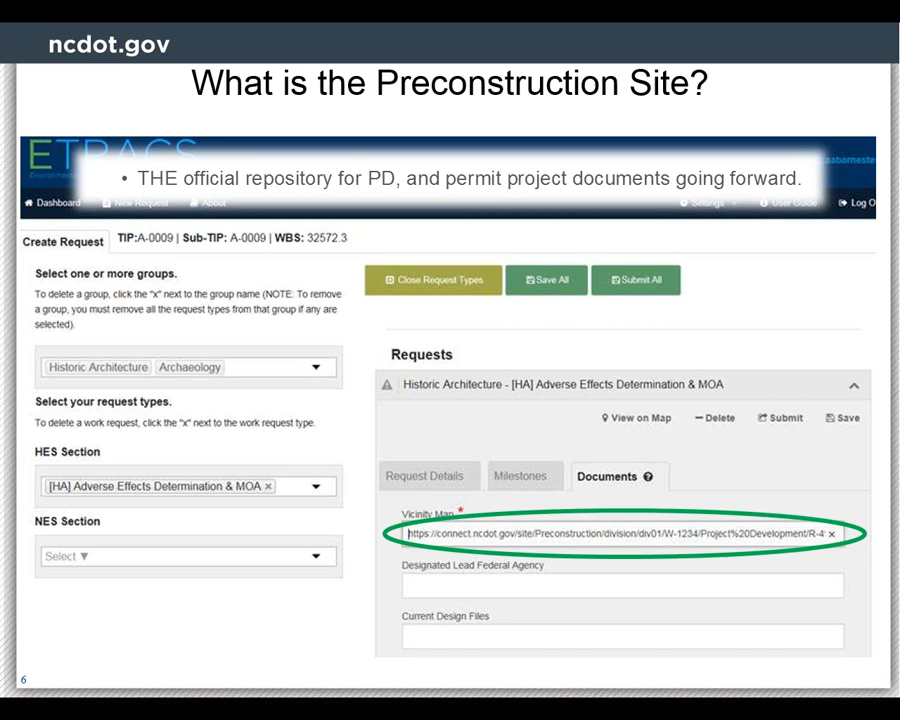 ncdot.gov
What is the Preconstruction Site?
ETRACS
• THE official repository for PD, and permit project documents going forward.
Dashboard New Request About Settings User Guide Log O
Create Request TIP:A-0009 | Sub-TIP: A-0009 | WBS: 32572.3
Select one or more groups.
To delete a group, click the "x" next to the group name (NOTE: To remove
a group, you must remove all the request types from that group if any are
selected).
Close Request Types Save All Submit All
Requests
Historic Architecture Archaeology
Historic Architecture - [HA] Adverse Effects Determination & MOA
Select your request types.
To delete a work request, click the "x" next to the work request type.
View on Map Delete Submit Save
HES Section
[HA] Adverse Effects Determination & MOA ×
Request Details Milestones Documents
NES Section
Select ▼
Vicinity Map *
https://connect.ncdot.gov/site/Preconstruction/division/div01/W-1234/Project%20Development/R-4 ×
Designated Lead Federal Agency
Current Design Files
6